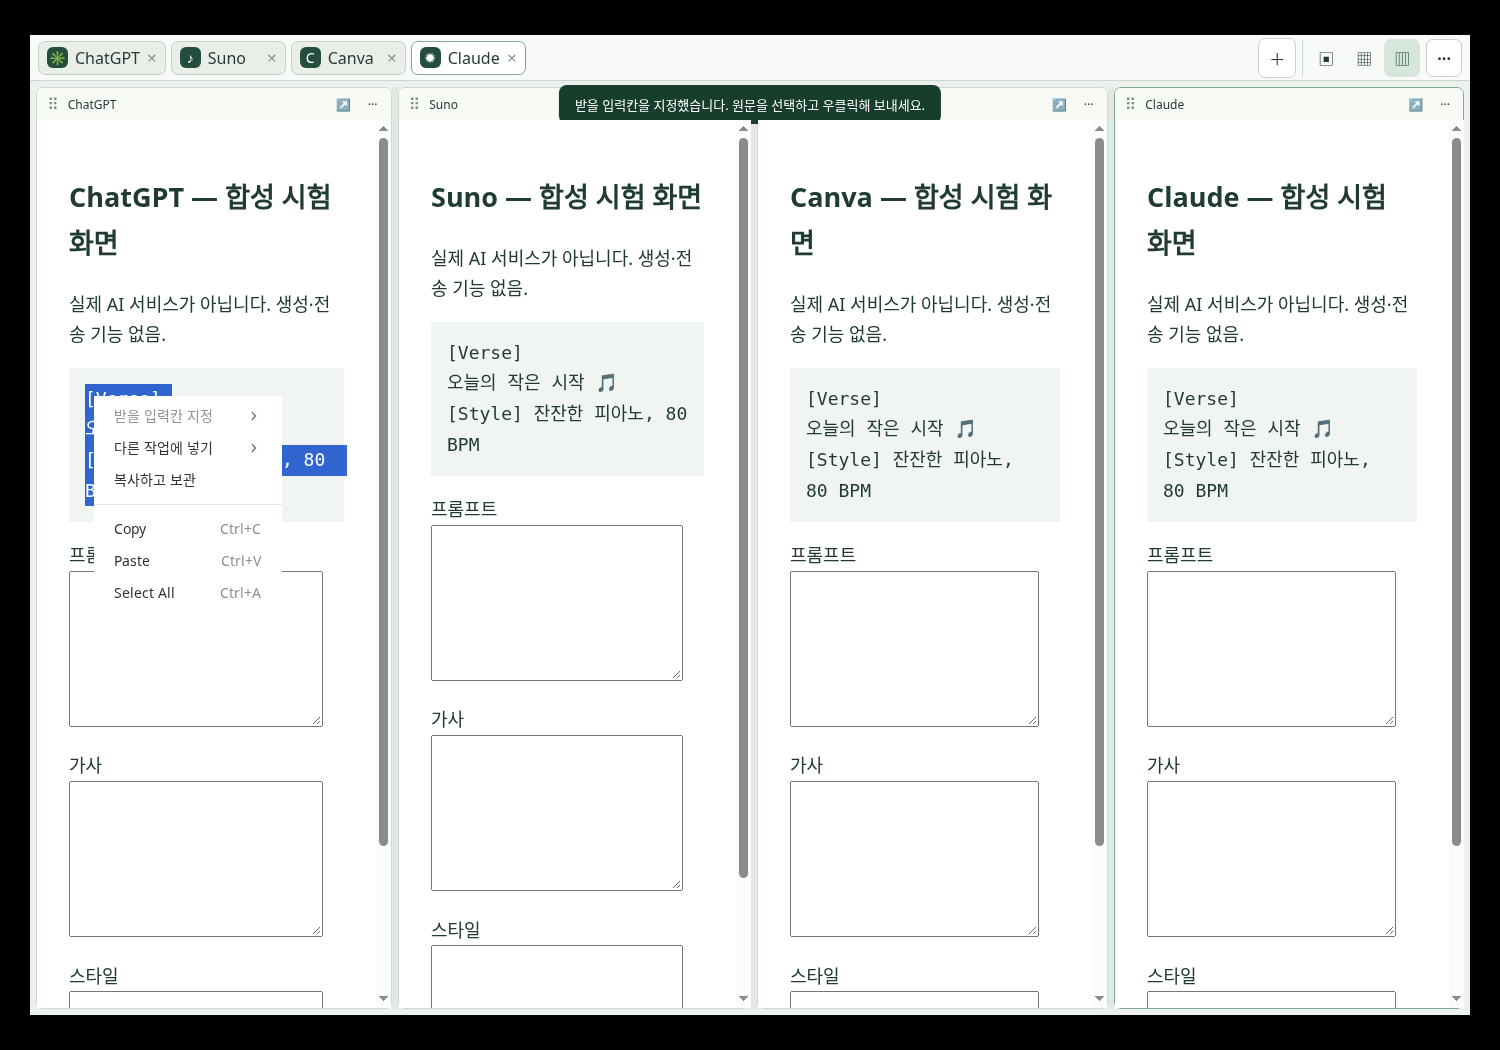 ChatGPT
Suno
Canva
Claude
ChatGPT
Suno
받을 입력칸을 지정했습니다. 원문을 선택하고 우클릭해 보내세요.
Claude
ChatGPT — 합성 시험
화면
실제 AI 서비스가 아닙니다. 생성·전
송 기능 없음.
, 80
받을 입력칸 지정
다른 작업에 넣기
복사하고 보관
Copy Ctrl+C
Paste Ctrl+V
Select All Ctrl+A
가사
스타일
Suno — 합성 시험 화면
실제 AI 서비스가 아닙니다. 생성·전
송 기능 없음.
[Verse]
오늘의 작은 시작 🎵
[Style] 잔잔한 피아노, 80
BPM
프롬프트
가사
스타일
Canva — 합성 시험 화
면
실제 AI 서비스가 아닙니다. 생성·전
송 기능 없음.
[Verse]
오늘의 작은 시작 🎵
[Style] 잔잔한 피아노,
80 BPM
프롬프트
가사
스타일
Claude — 합성 시험
화면
실제 AI 서비스가 아닙니다. 생성·전
송 기능 없음.
[Verse]
오늘의 작은 시작 🎵
[Style] 잔잔한 피아노,
80 BPM
프롬프트
가사
스타일